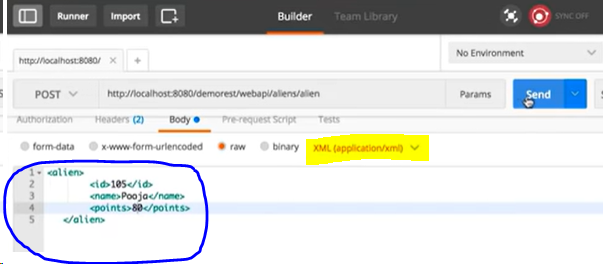 Runner Import Builder Team Library SYNC OFF
No Environment
http://localhost:8080/
POST http://localhost:8080/demorest/webapi/aliens/alien Params Send
Authorization Headers (2) Body Pre-request Script Tests
form-data x-www-form-urlencoded raw binary XML (application/xml)
1 <alien>
2 <id>105</id>
3 <name>Pooja</name>
4 <points>80</points>
5 </alien>